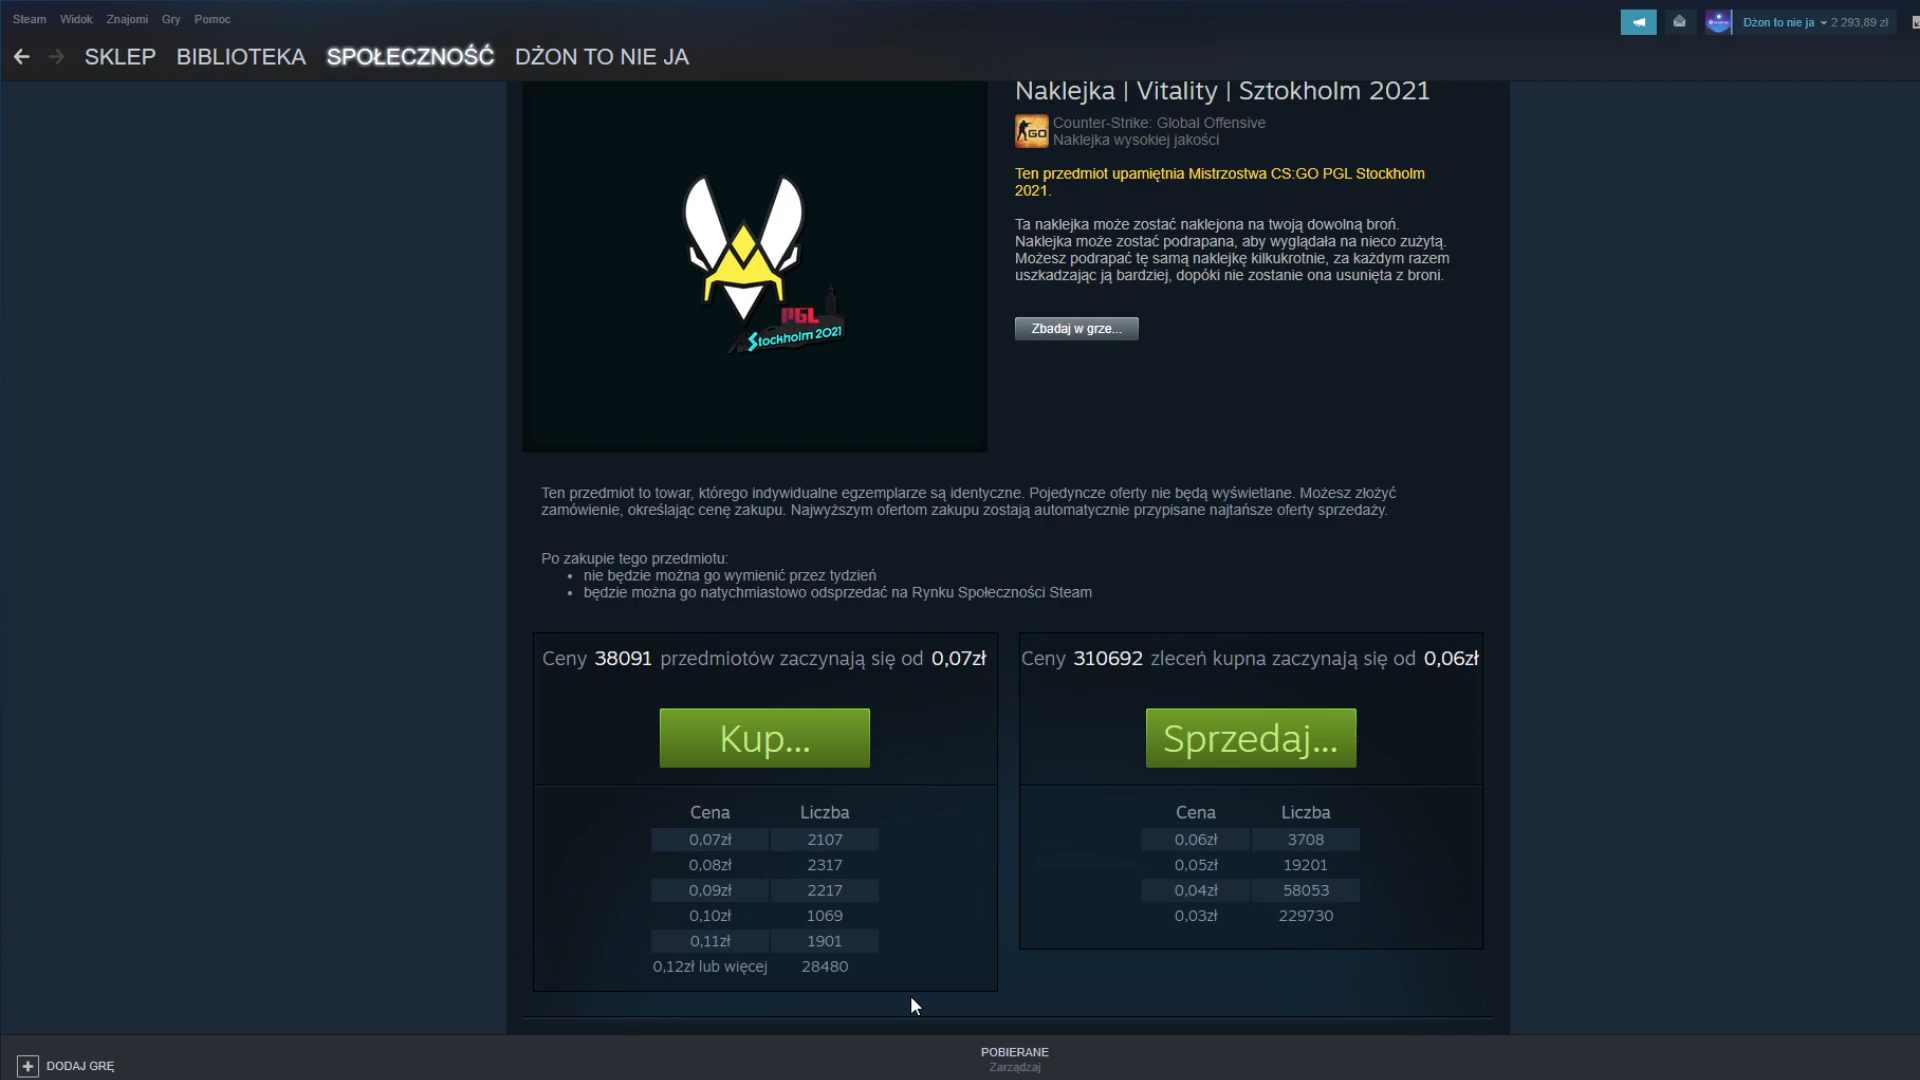 Steam Widok Znajomi Gry Pomoc
Dżon to nie ja 2 293,89 zł
SKLEP BIBLIOTEKA SPOŁECZNOŚĆ DŻON TO NIE JA
Naklejka | Vitality | Sztokholm 2021
GO
Counter-Strike: Global Offensive
Naklejka wysokiej jakości
Ten przedmiot upamiętnia Mistrzostwa CS:GO PGL Stockholm
2021.
Ta naklejka może zostać naklejona na twoją dowolną broń.
Naklejka może zostać podrapana, aby wyglądała na nieco zużytą.
Możesz podrapać tę samą naklejkę kilkukrotnie, za każdym razem
uszkadzając ją bardziej, dopóki nie zostanie ona usunięta z broni.
PGL
Stockholm 2021
Zbadaj w grze...
Ten przedmiot to towar, którego indywidualne egzemplarze są identyczne. Pojedyncze oferty nie będą wyświetlane. Możesz złożyć
zamówienie, określając cenę zakupu. Najwyższym ofertom zakupu zostają automatycznie przypisane najtańsze oferty sprzedaży.
Po zakupie tego przedmiotu:
• nie będzie można go wymienić przez tydzień
• będzie można go natychmiastowo odsprzedać na Rynku Społeczności Steam
Ceny 38091 przedmiotów zaczynają się od 0,07zł
Kup...
Cena Liczba
0,07zł 2107
0,08zł 2317
0,09zł 2217
0,10zł 1069
0,11zł 1901
0,12zł lub więcej 28480
Ceny 310692 zleceń kupna zaczynają się od 0,06zł
Sprzedaj...
Cena Liczba
0,06zł 3708
0,05zł 19201
0,04zł 58053
0,03zł 229730
+ DODAJ GRĘ
POBIERANE
Zarządzaj